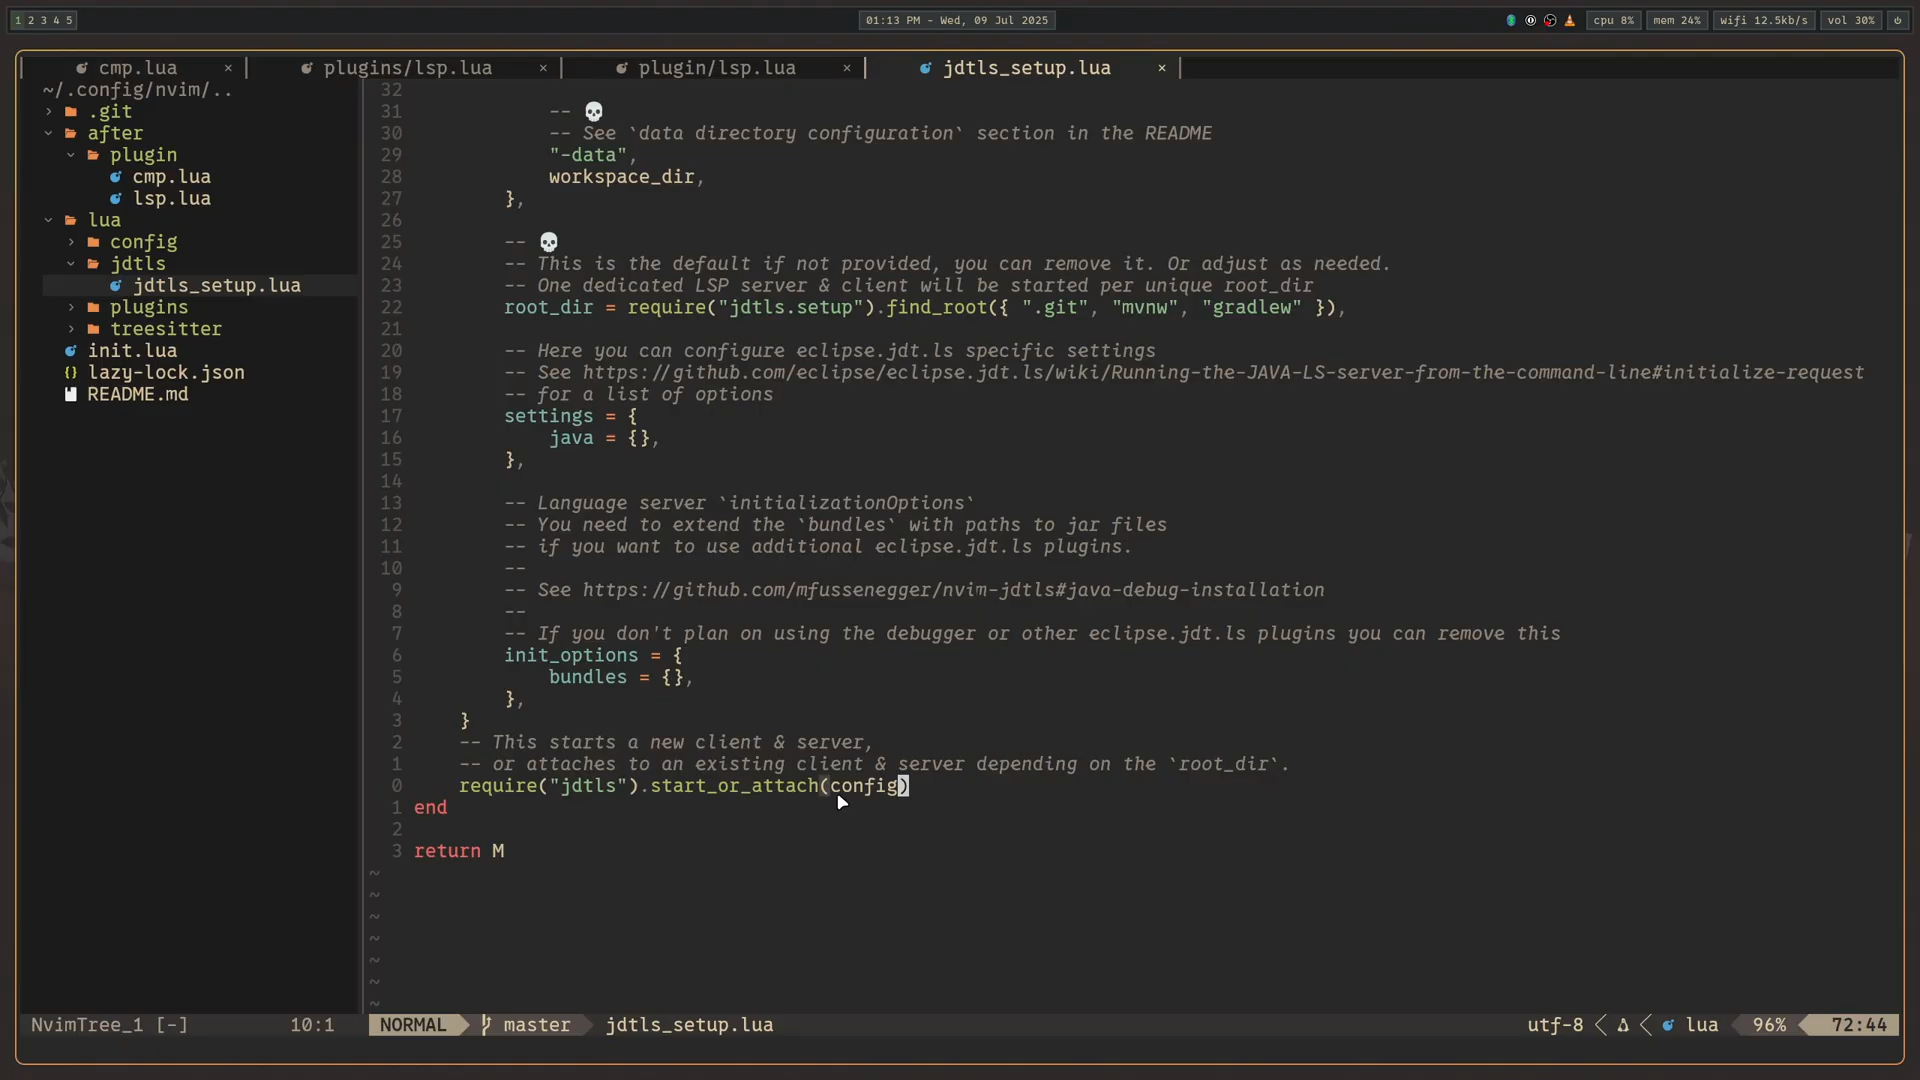 1 2 3 4 5
01:13 PM - Wed, 09 Jul 2025
cpu 8%
mem 24%
wifi 12.5kb/s
vol 30%
cmp.lua ×
plugins/lsp.lua ×
plugin/lsp.lua ×
jdtls_setup.lua ×
~/.config/nvim/..
.git
after
plugin
cmp.lua
lsp.lua
lua
config
jdtls
jdtls_setup.lua
plugins
treesitter
init.lua
lazy-lock.json
README.md
32
31 -- 💀
30 -- See `data directory configuration` section in the README
29 "-data",
28 workspace_dir,
27 },
26
25 -- 💀
24 -- This is the default if not provided, you can remove it. Or adjust as needed.
23 -- One dedicated LSP server & client will be started per unique root_dir
22 root_dir = require("jdtls.setup").find_root({ ".git", "mvnw", "gradlew" }),
21
20 -- Here you can configure eclipse.jdt.ls specific settings
19 -- See https://github.com/eclipse/eclipse.jdt.ls/wiki/Running-the-JAVA-LS-server-from-the-command-line#initialize-request
18 -- for a list of options
17 settings = {
16 java = {},
15 },
14
13 -- Language server `initializationOptions`
12 -- You need to extend the `bundles` with paths to jar files
11 -- if you want to use additional eclipse.jdt.ls plugins.
10 --
9 -- See https://github.com/mfussenegger/nvim-jdtls#java-debug-installation
8 --
7 -- If you don't plan on using the debugger or other eclipse.jdt.ls plugins you can remove this
6 init_options = {
5 bundles = {},
4 },
3 }
2 -- This starts a new client & server,
1 -- or attaches to an existing client & server depending on the `root_dir`.
0 require("jdtls").start_or_attach(config)
1 end
2
3 return M
~
~
~
~
~
~
~
NvimTree_1 [-] 10:1
NORMAL master jdtls_setup.lua
utf-8 lua 96% 72:44